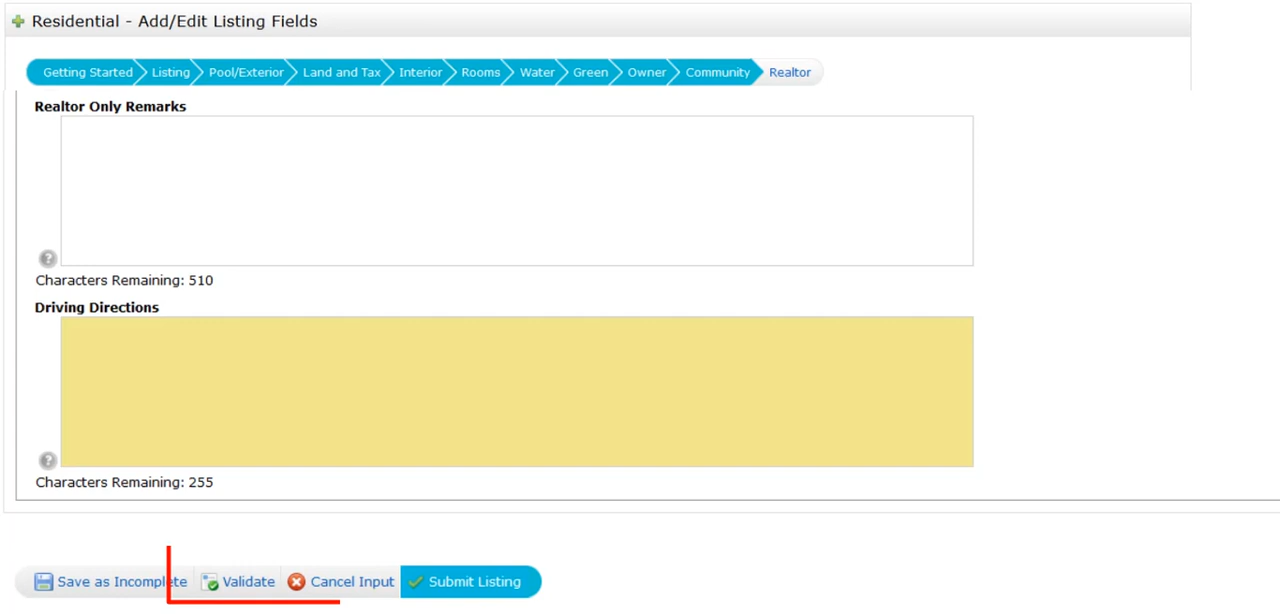 Residential - Add/Edit Listing Fields
Getting Started Listing Pool/Exterior Land and Tax Interior Rooms Water Green Owner Community Realtor
Realtor Only Remarks
?
Characters Remaining: 510
Driving Directions
?
Characters Remaining: 255
Save as Incomplete Validate Cancel Input Submit Listing